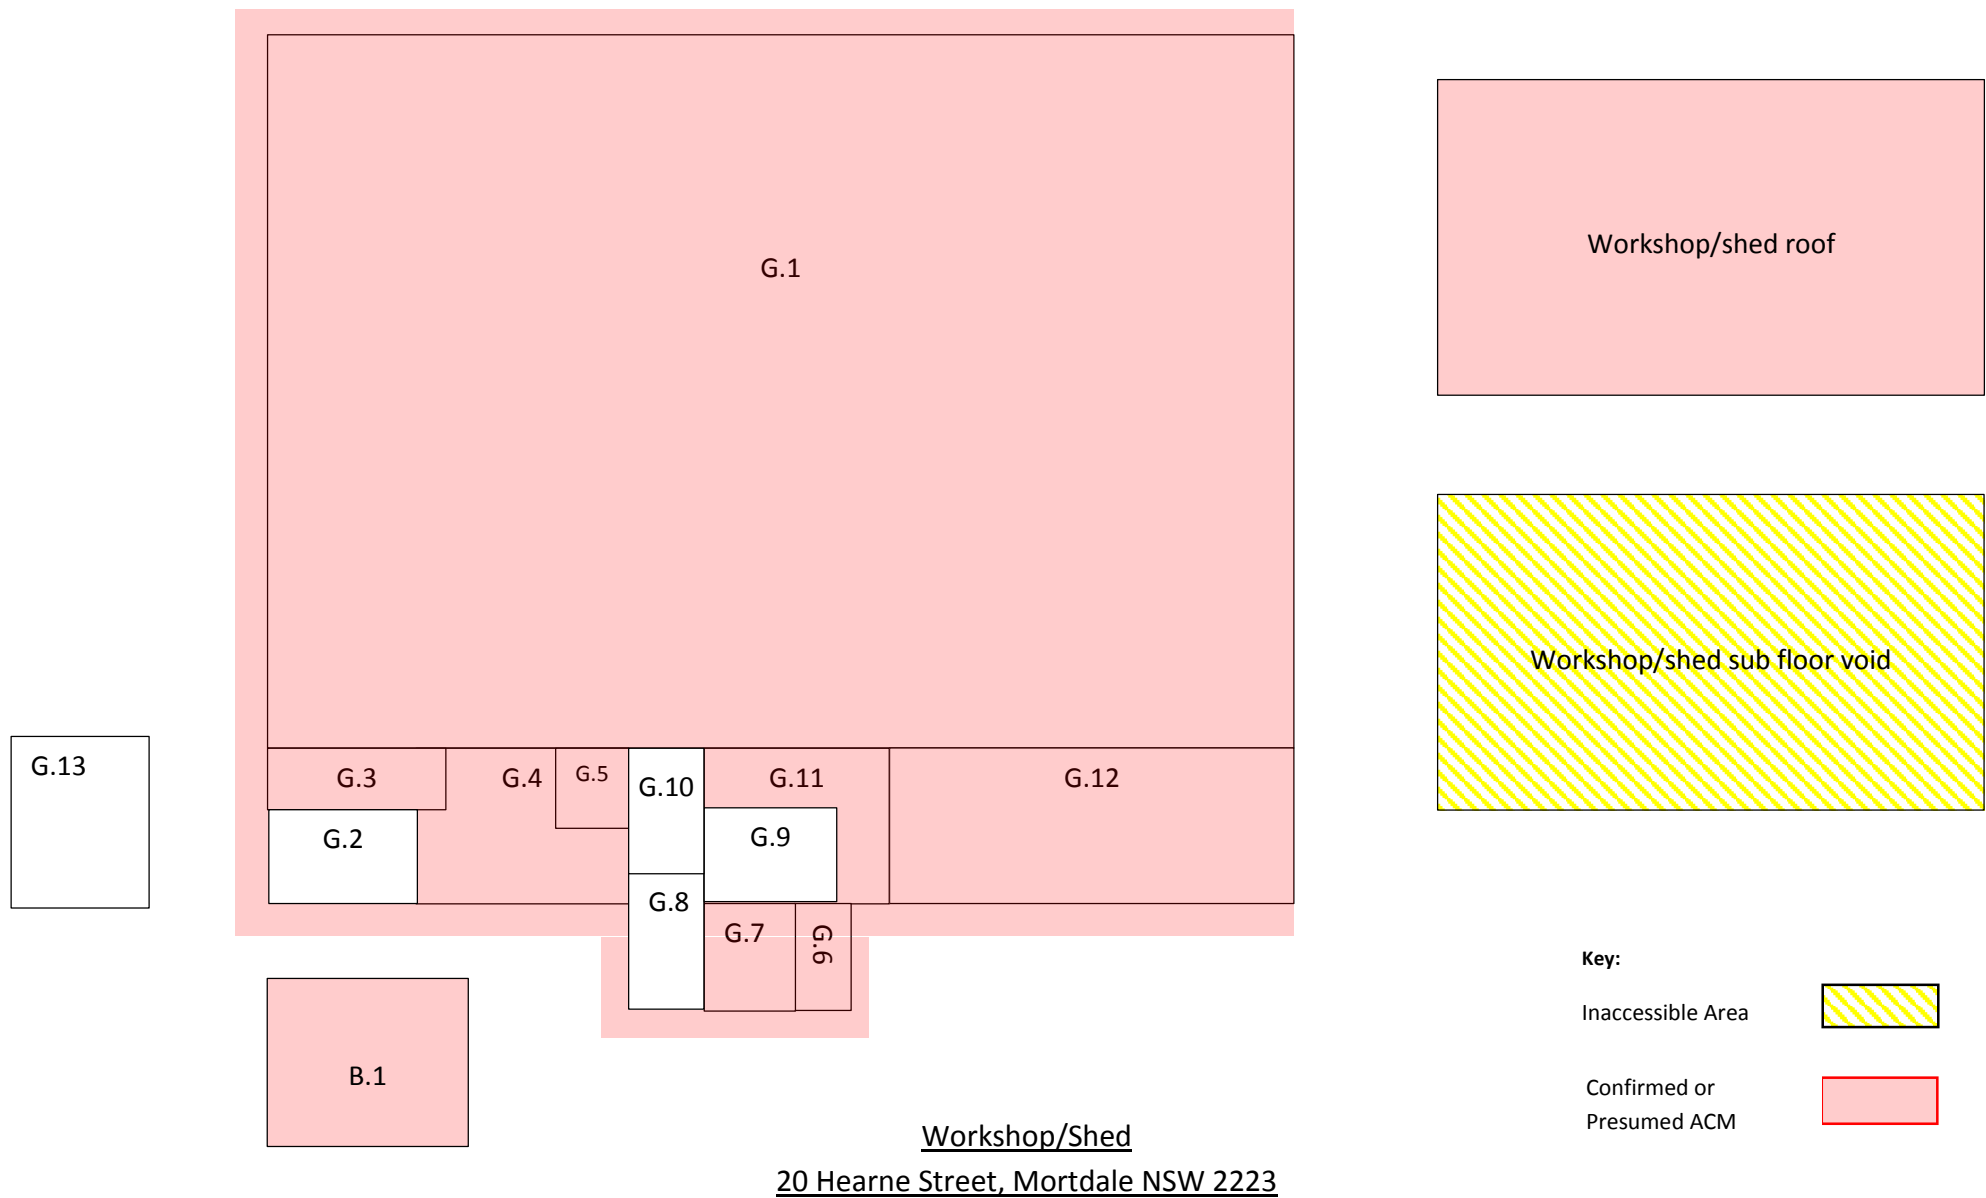 G.1
Workshop/shed roof
Workshop/shed sub floor void
G.13
G.3
G.4
G.5
G.10
G.11
G.12
G.2
G.9
G.8
G.7
G.6
B.1
Key:
Inaccessible Area
Confirmed or
Presumed ACM
Workshop/Shed
20 Hearne Street, Mortdale NSW 2223